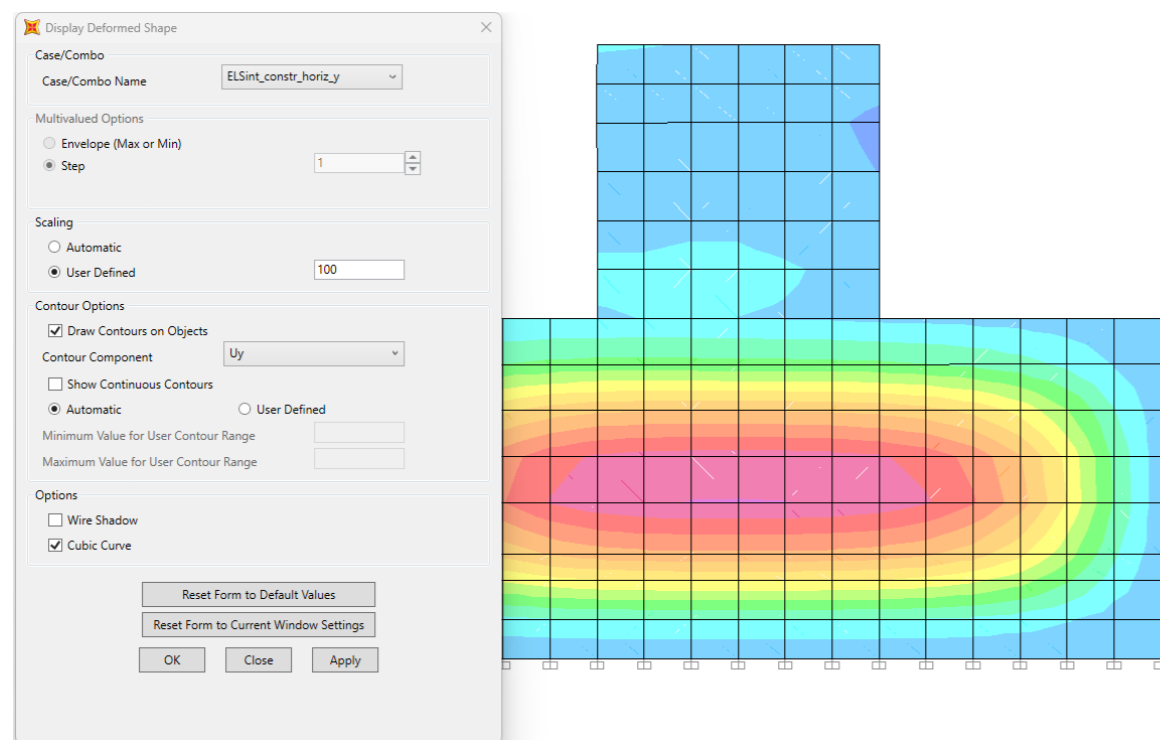 Display Deformed Shape
Case/Combo
Case/Combo Name ELSint_constr_horiz_y
Multivalued Options
Envelope (Max or Min)
Step 1
Scaling
Automatic
User Defined 100
Contour Options
Draw Contours on Objects
Contour Component Uy
Show Continuous Contours
Automatic User Defined
Minimum Value for User Contour Range
Maximum Value for User Contour Range
Options
Wire Shadow
Cubic Curve
Reset Form to Default Values
Reset Form to Current Window Settings
OK Close Apply